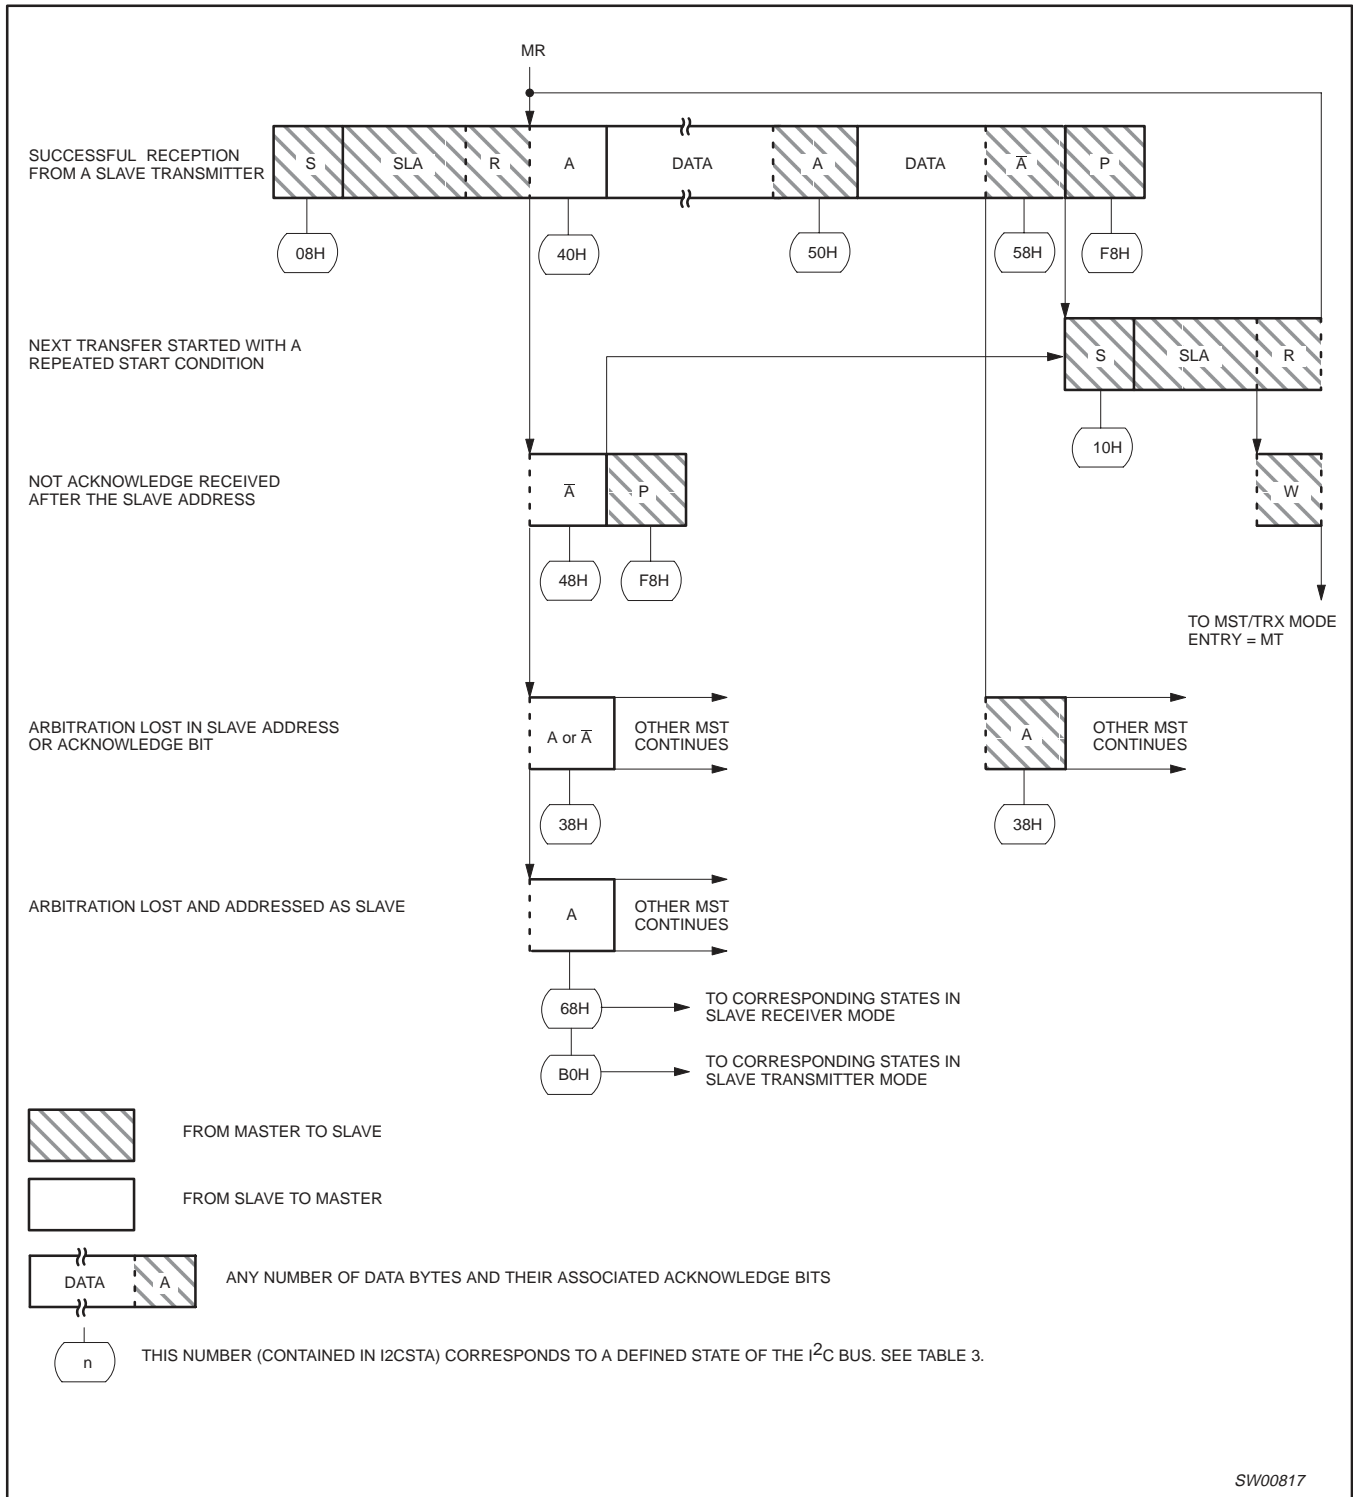 MR
SUCCESSFUL RECEPTION
FROM A SLAVE TRANSMITTER
S SLA R A DATA A DATA A̅ P
08H 40H 50H 58H F8H
NEXT TRANSFER STARTED WITH A
REPEATED START CONDITION
S SLA R
10H
NOT ACKNOWLEDGE RECEIVED
AFTER THE SLAVE ADDRESS
A̅ P
W
48H F8H
TO MST/TRX MODE
ENTRY = MT
ARBITRATION LOST IN SLAVE ADDRESS
OR ACKNOWLEDGE BIT
A or A̅
OTHER MST
CONTINUES
A
OTHER MST
CONTINUES
38H 38H
ARBITRATION LOST AND ADDRESSED AS SLAVE
A
OTHER MST
CONTINUES
68H
TO CORRESPONDING STATES IN
SLAVE RECEIVER MODE
B0H
TO CORRESPONDING STATES IN
SLAVE TRANSMITTER MODE
FROM MASTER TO SLAVE
FROM SLAVE TO MASTER
DATA A
ANY NUMBER OF DATA BYTES AND THEIR ASSOCIATED ACKNOWLEDGE BITS
n
THIS NUMBER (CONTAINED IN I2CSTA) CORRESPONDS TO A DEFINED STATE OF THE I²C BUS. SEE TABLE 3.
SW00817